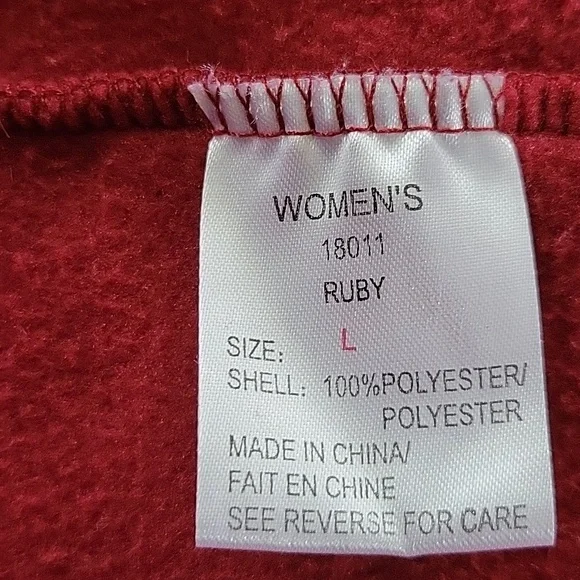 WOMEN'S
18011
RUBY
SIZE: L
SHELL: 100%POLYESTER/
POLYESTER
MADE IN CHINA/
FAIT EN CHINE
SEE REVERSE FOR CARE